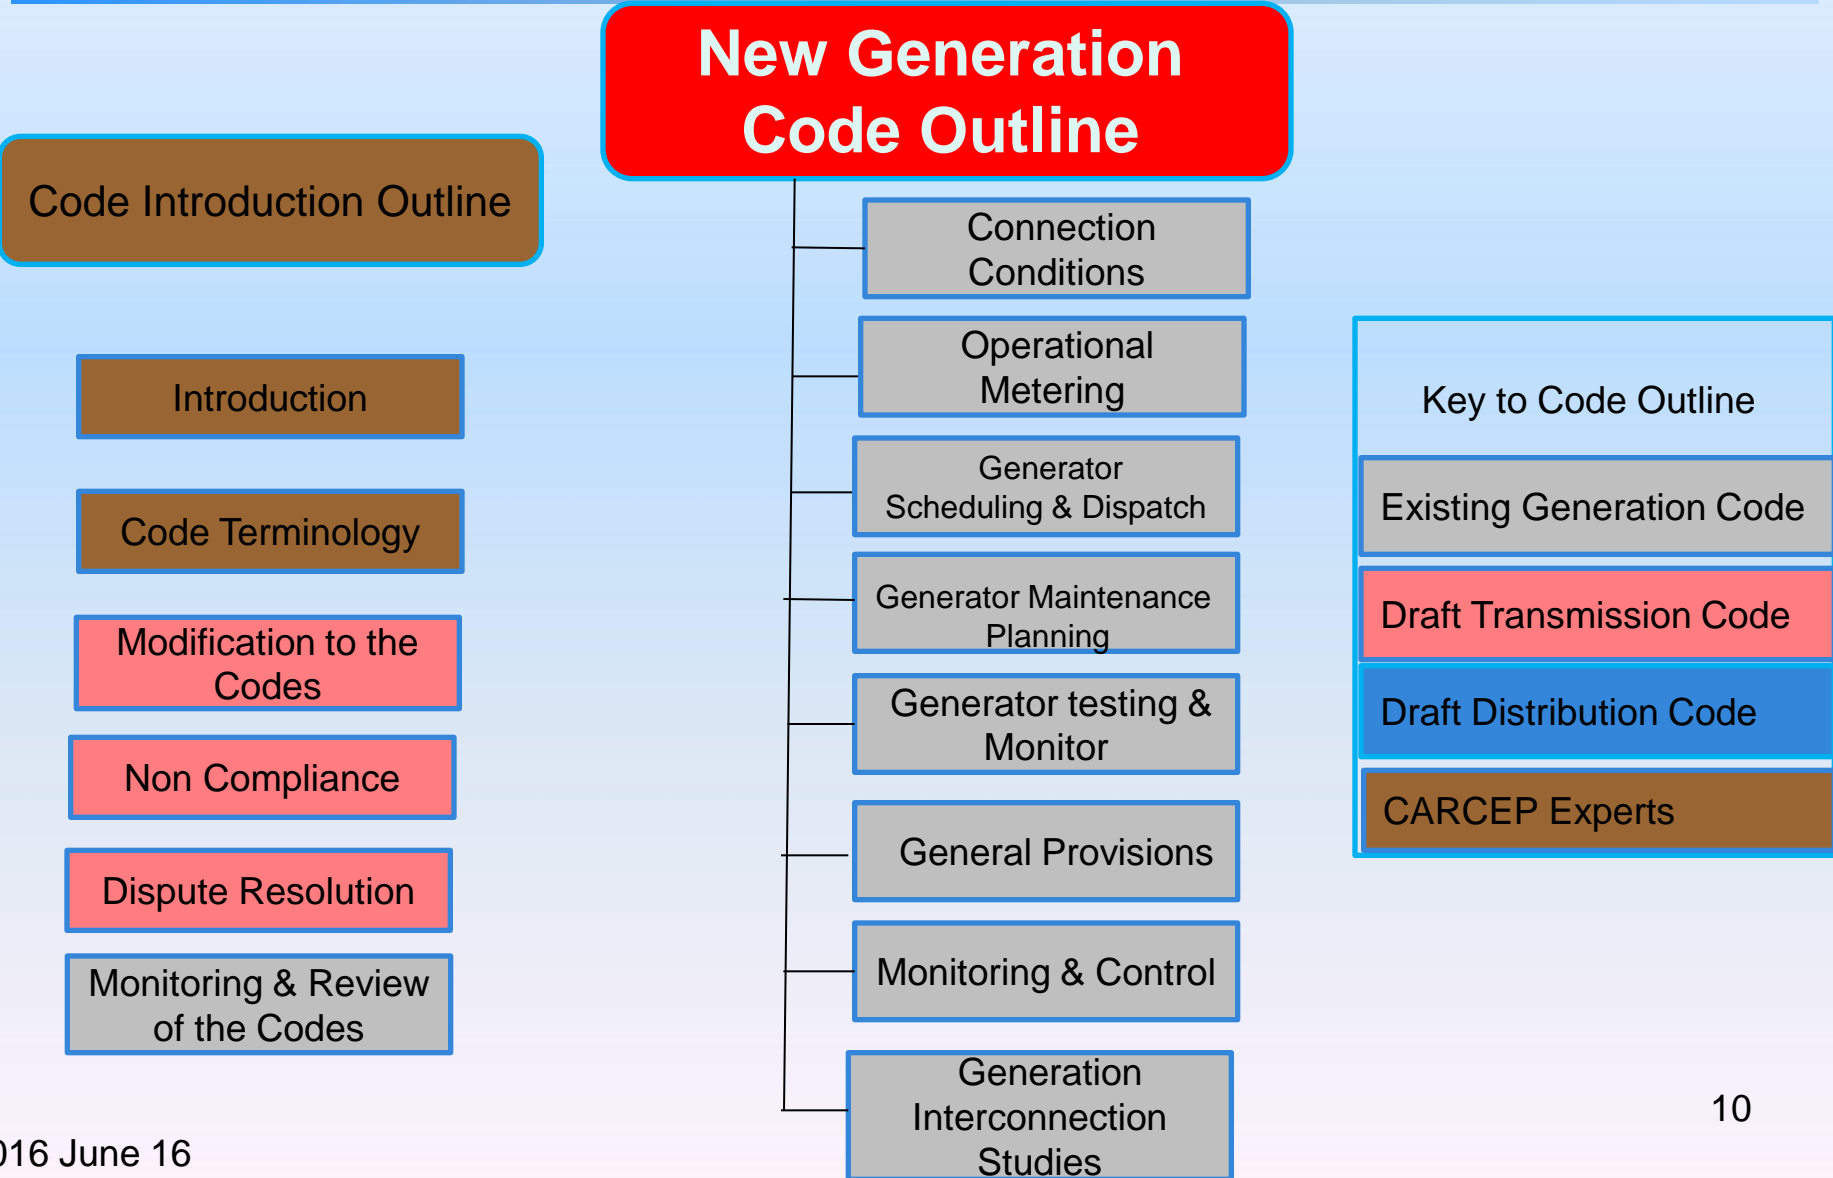 New Generation
Code Outline
Code Introduction Outline
Introduction
Code Terminology
Modification to the
Codes
Non Compliance
Dispute Resolution
Monitoring & Review
of the Codes
Connection
Conditions
Operational
Metering
Generator
Scheduling & Dispatch
Generator Maintenance
Planning
Generator testing &
Monitor
General Provisions
Monitoring & Control
Generation
Interconnection
Studies
Key to Code Outline
Existing Generation Code
Draft Transmission Code
Draft Distribution Code
CARCEP Experts
10
016 June 16